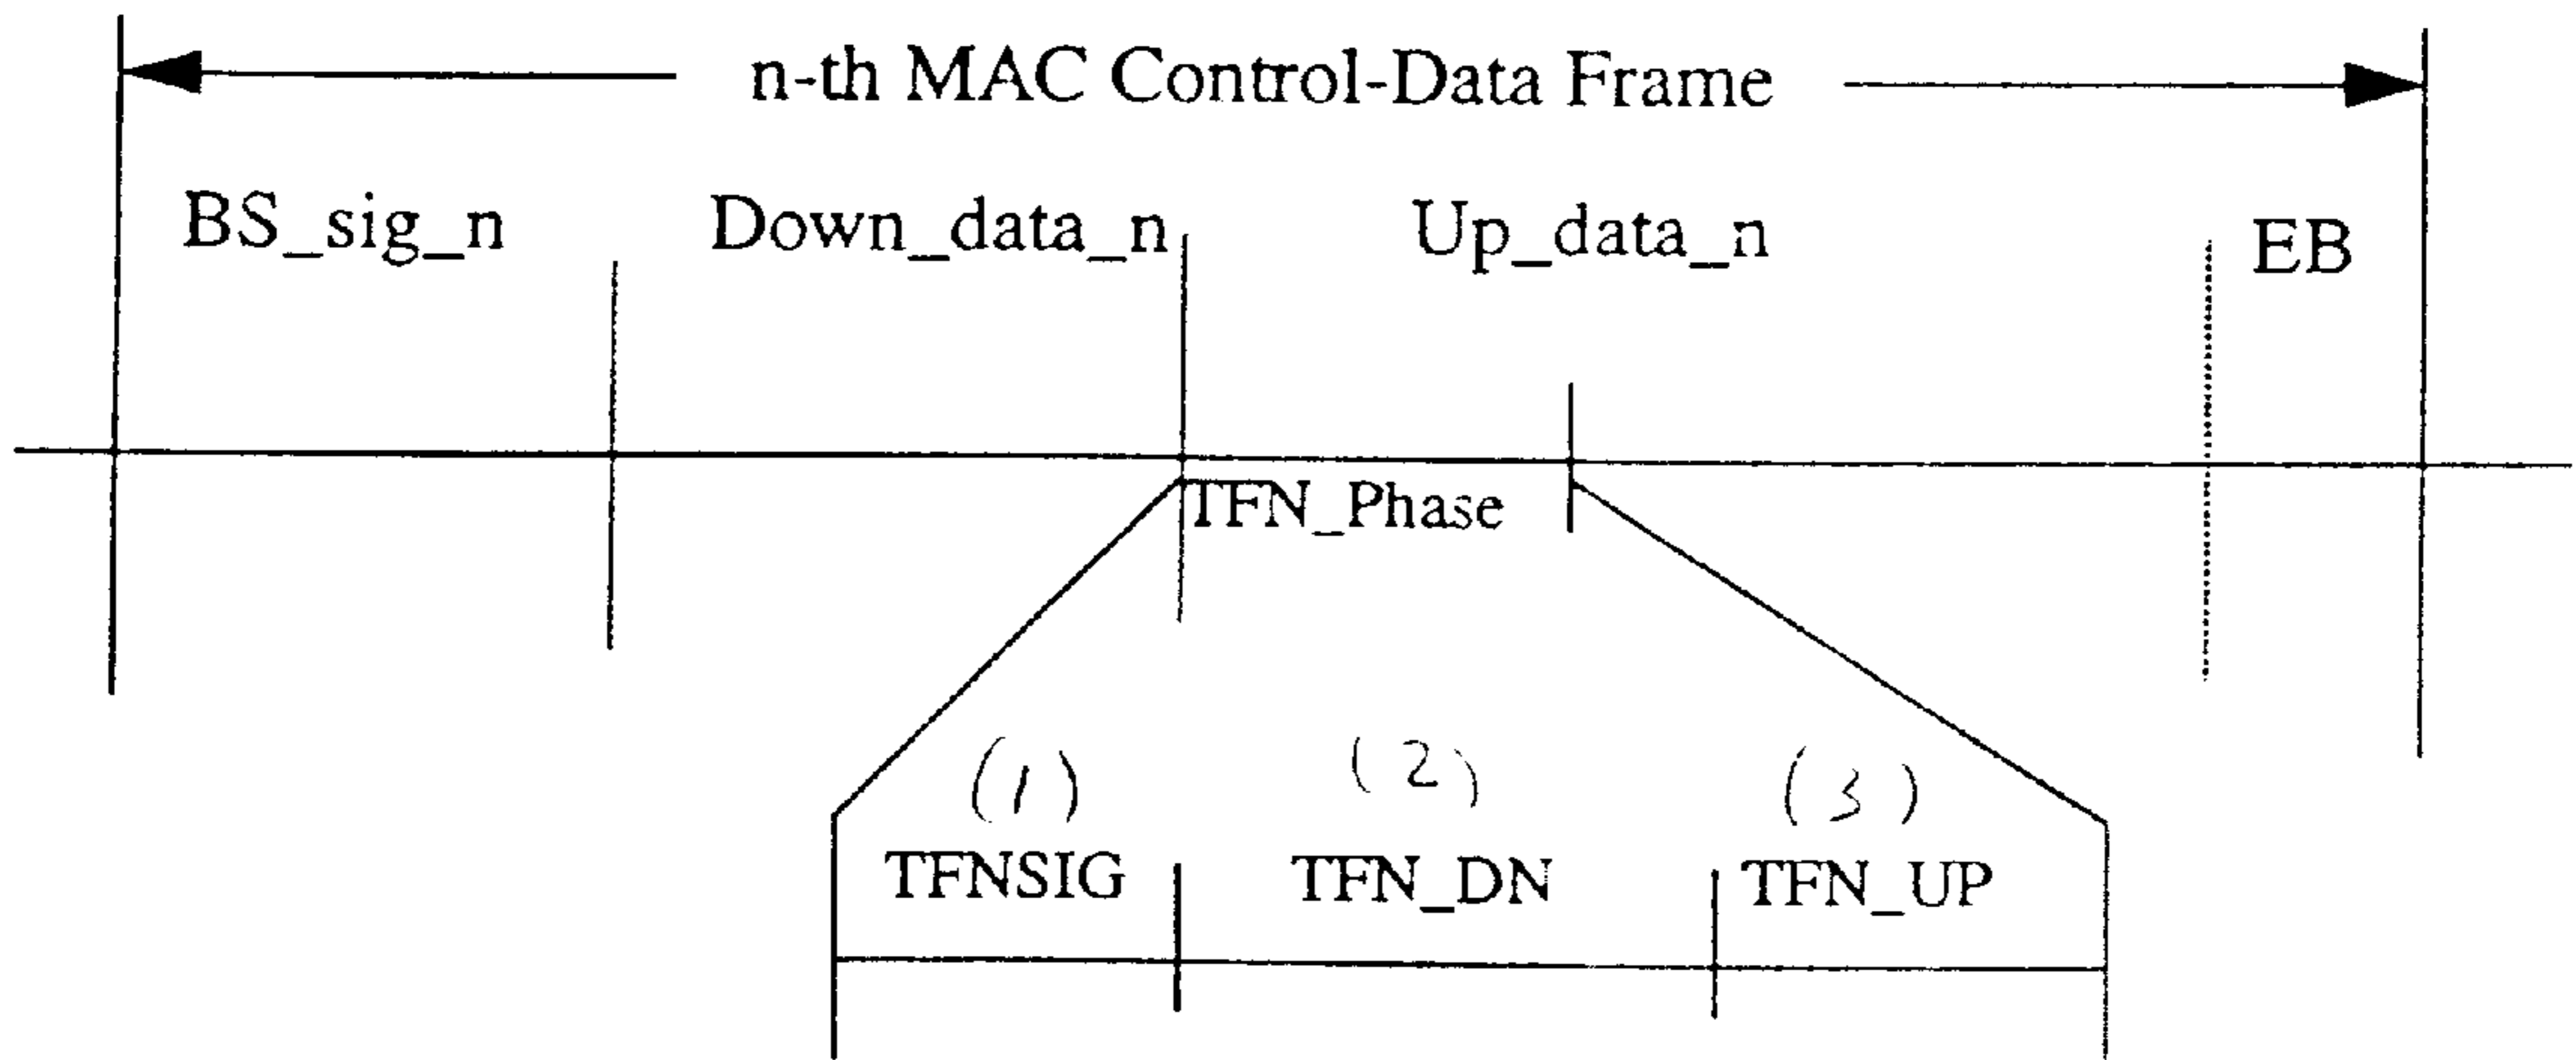 n-th MAC Control-Data Frame
BS_sig_n Down_data_n Up_data_n EB
TFN_Phase
(1) (2) (3)
TFNSIG TFN_DN TFN_UP